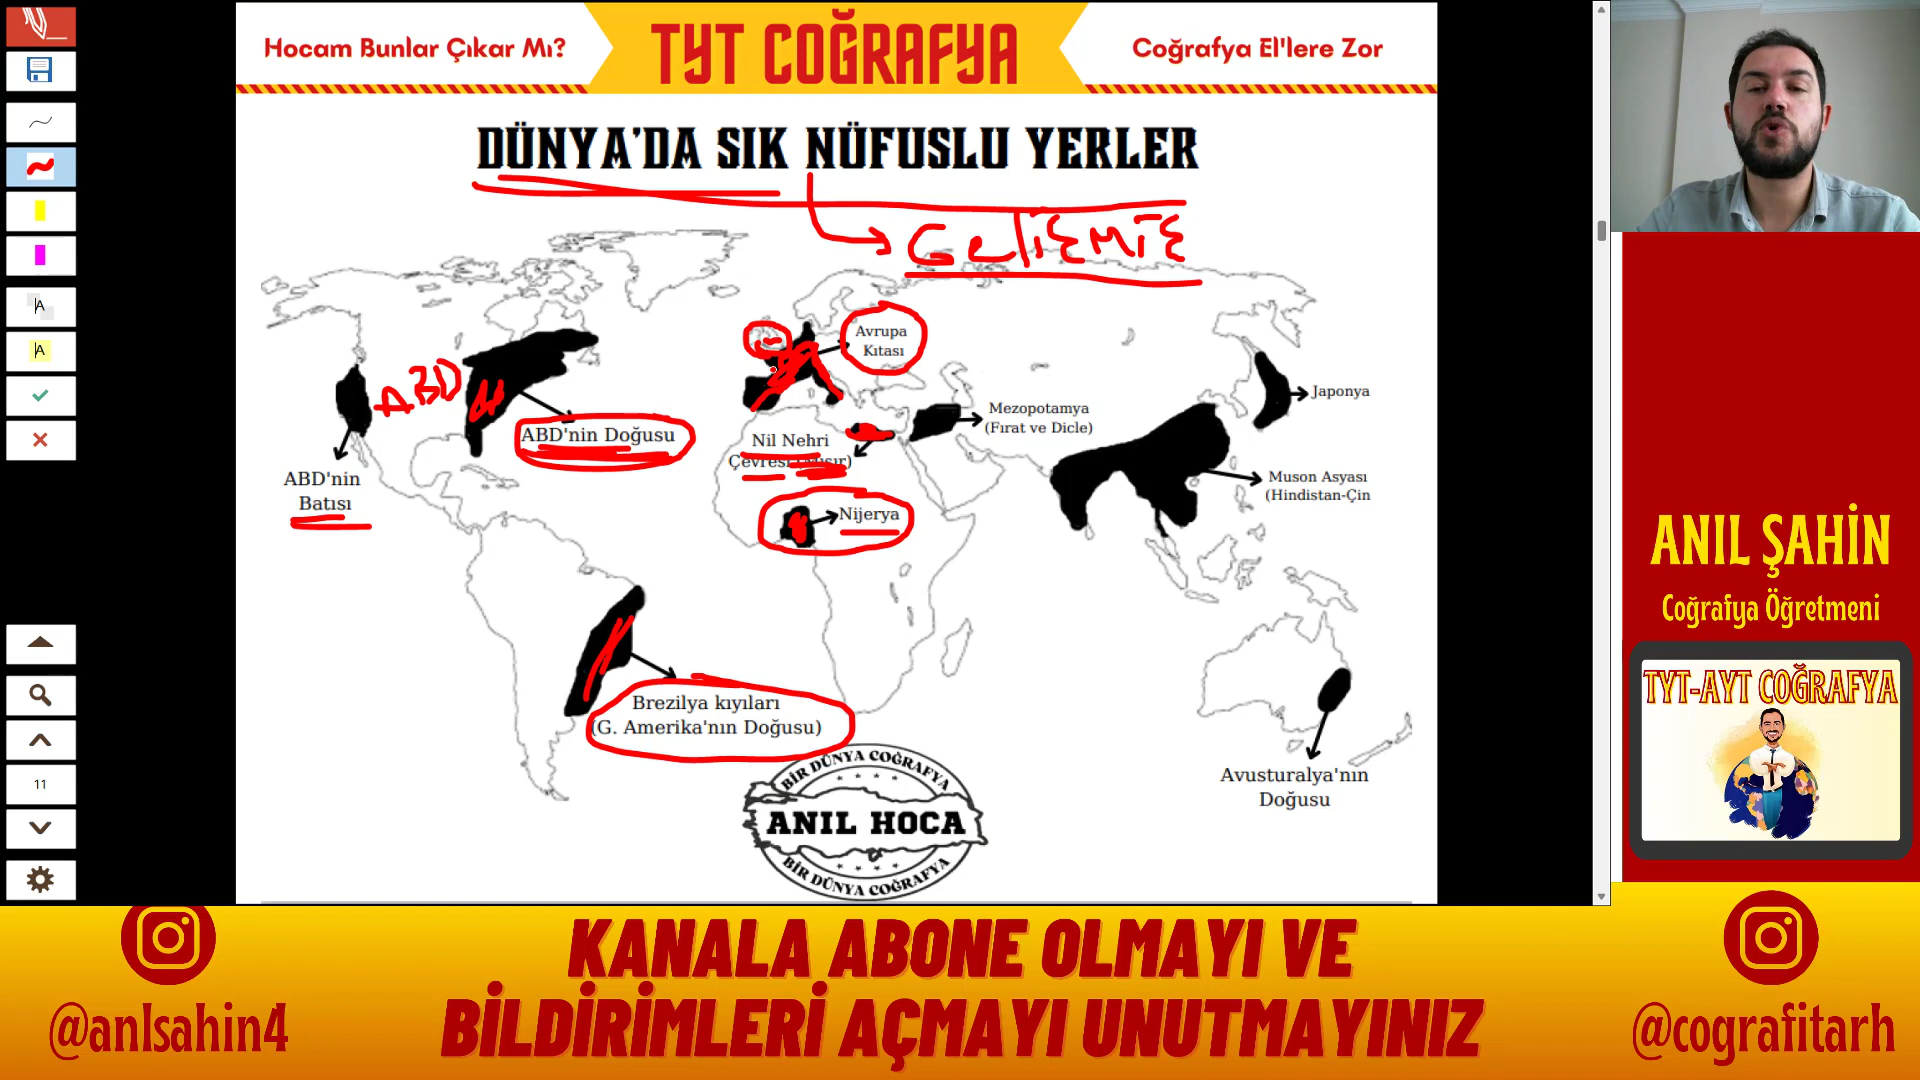 Hocam Bunlar Çıkar Mı?
TYT COĞRAFYA
Coğrafya El'lere Zor
DÜNYA'DA SIK NÜFUSLU YERLER
GELİŞMİŞ
Avrupa
Kıtası
ABD
Japonya
Mezopotamya
(Fırat ve Dicle)
ABD'nin Doğusu
Nil Nehri
Çevresi (Mısır)
ABD'nin
Batısı
Muson Asyası
(Hindistan-Çin
Nijerya
Brezilya kıyıları
(G. Amerika'nın Doğusu)
Avusturalya'nın
Doğusu
BİR DÜNYA COĞRAFYA
ANIL HOCA
BİR DÜNYA COĞRAFYA
A
A
11
ANIL ŞAHİN
Coğrafya Öğretmeni
TYT-AYT COĞRAFYA
KANALA ABONE OLMAYI VE
BİLDİRİMLERİ AÇMAYI UNUTMAYINIZ
@anlsahin4
@cografitarh